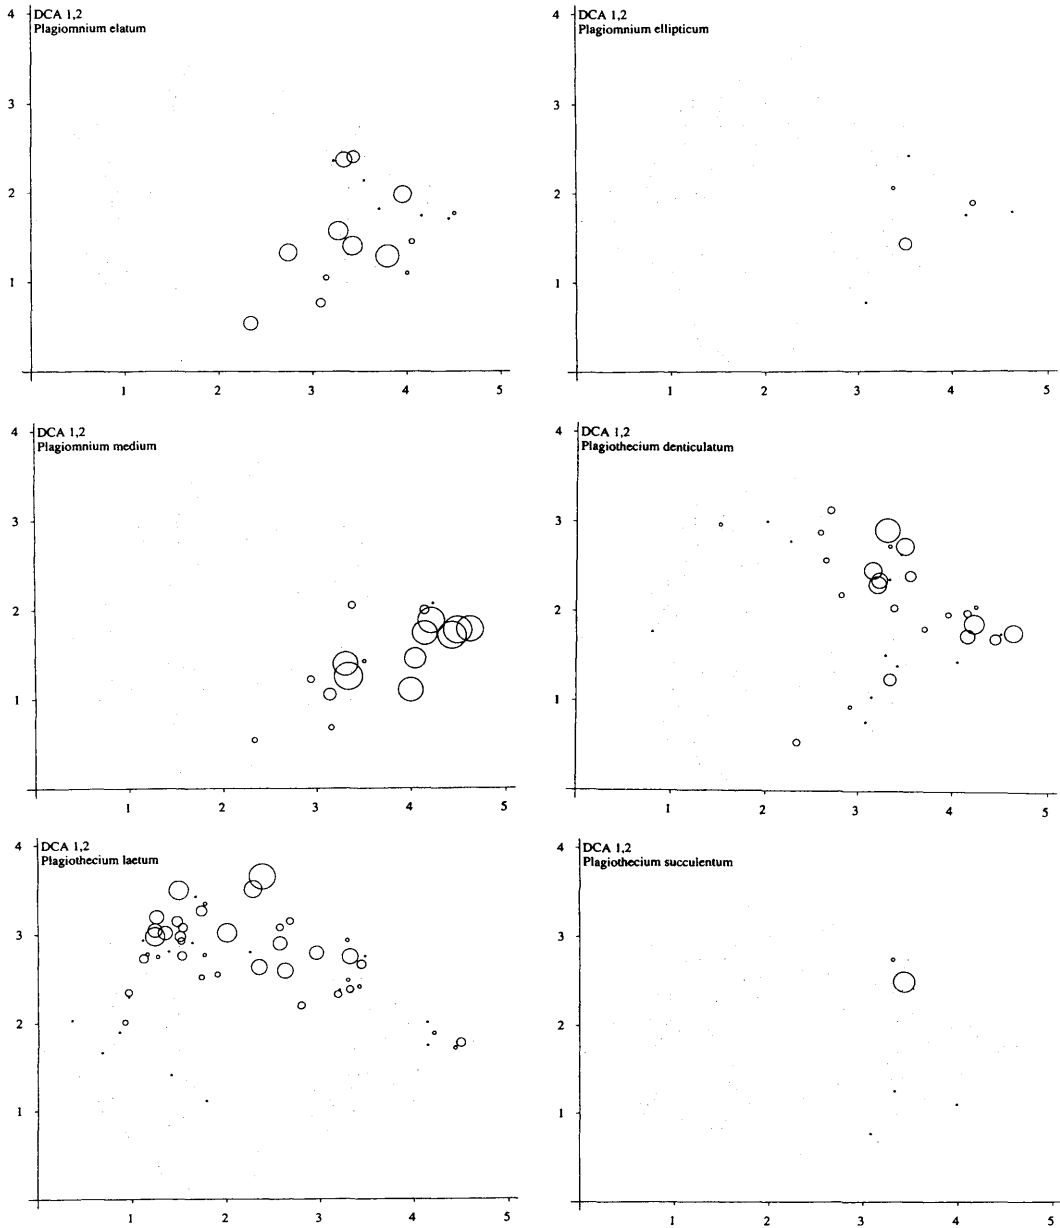 DCA 1,2
Plagiomnium elatum
4
3
2
1
1 2 3 4 5
DCA 1,2
Plagiomnium ellipticum
4
3
2
1
1 2 3 4 5
DCA 1,2
Plagiomnium medium
4
3
2
1
1 2 3 4 5
DCA 1,2
Plagiothecium denticulatum
4
3
2
1
1 2 3 4 5
DCA 1,2
Plagiothecium laetum
4
3
2
1
1 2 3 4 5
DCA 1,2
Plagiothecium succulentum
4
3
2
1
1 2 3 4 5